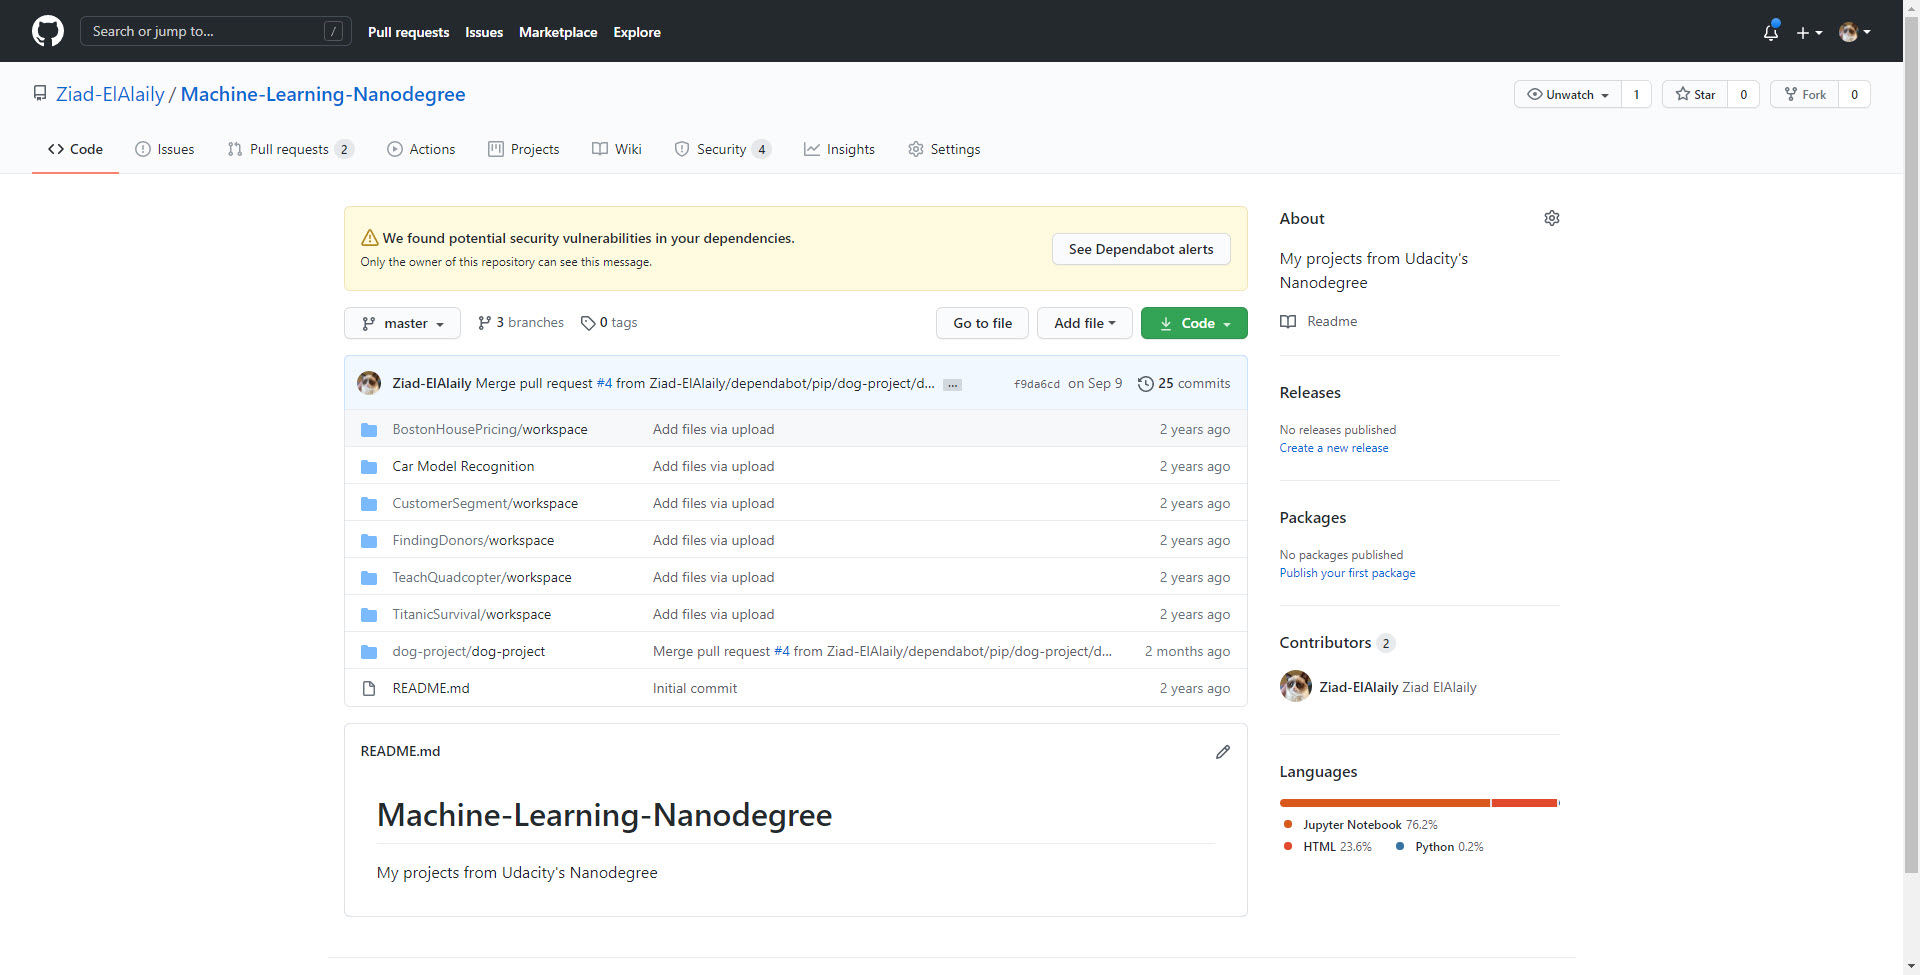 Search or jump to...
/
Pull requests
Issues
Marketplace
Explore
Ziad-ElAlaily / Machine-Learning-Nanodegree
Unwatch 1
Star 0
Fork 0
Code
Issues
Pull requests 2
Actions
Projects
Wiki
Security 4
Insights
Settings
We found potential security vulnerabilities in your dependencies.
Only the owner of this repository can see this message.
See Dependabot alerts
master
3 branches
0 tags
Go to file
Add file
Code
Ziad-ElAlaily Merge pull request #4 from Ziad-ElAlaily/dependabot/pip/dog-project/d... ... f9da6cd on Sep 9 25 commits
BostonHousePricing/workspace Add files via upload 2 years ago
Car Model Recognition Add files via upload 2 years ago
CustomerSegment/workspace Add files via upload 2 years ago
FindingDonors/workspace Add files via upload 2 years ago
TeachQuadcopter/workspace Add files via upload 2 years ago
TitanicSurvival/workspace Add files via upload 2 years ago
dog-project/dog-project Merge pull request #4 from Ziad-ElAlaily/dependabot/pip/dog-project/d... 2 months ago
README.md Initial commit 2 years ago
README.md
Machine-Learning-Nanodegree
My projects from Udacity's Nanodegree
About
My projects from Udacity's
Nanodegree
Readme
Releases
No releases published
Create a new release
Packages
No packages published
Publish your first package
Contributors 2
Ziad-ElAlaily Ziad ElAlaily
Languages
Jupyter Notebook 76.2%
HTML 23.6% Python 0.2%